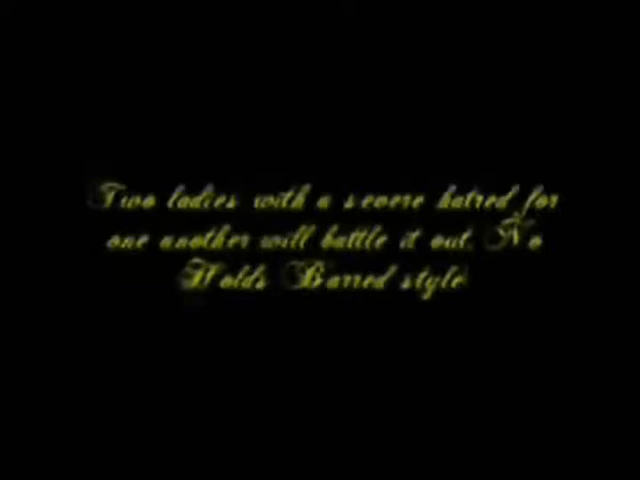 Two ladies with a severe hatred for
one another will battle it out. No
Holds Barred style